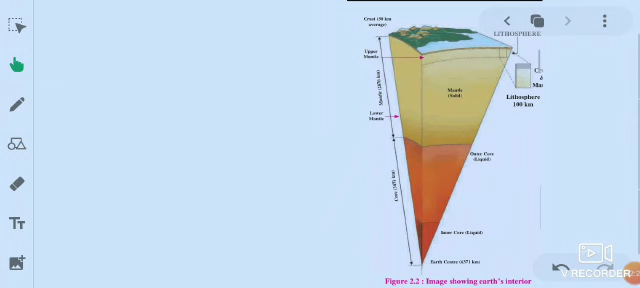 Crust (30 km
average)
LITHOSPHERE
Upper
Mantle
Mantle
(Solid)
Lithosphere
100 km
Lower
Mantle
Outer Core
(Liquid)
Inner Core (Liquid)
Earth Centre (6371 km)
Figure 2.2 : Image showing earth's interior
V RECORDER
Tт